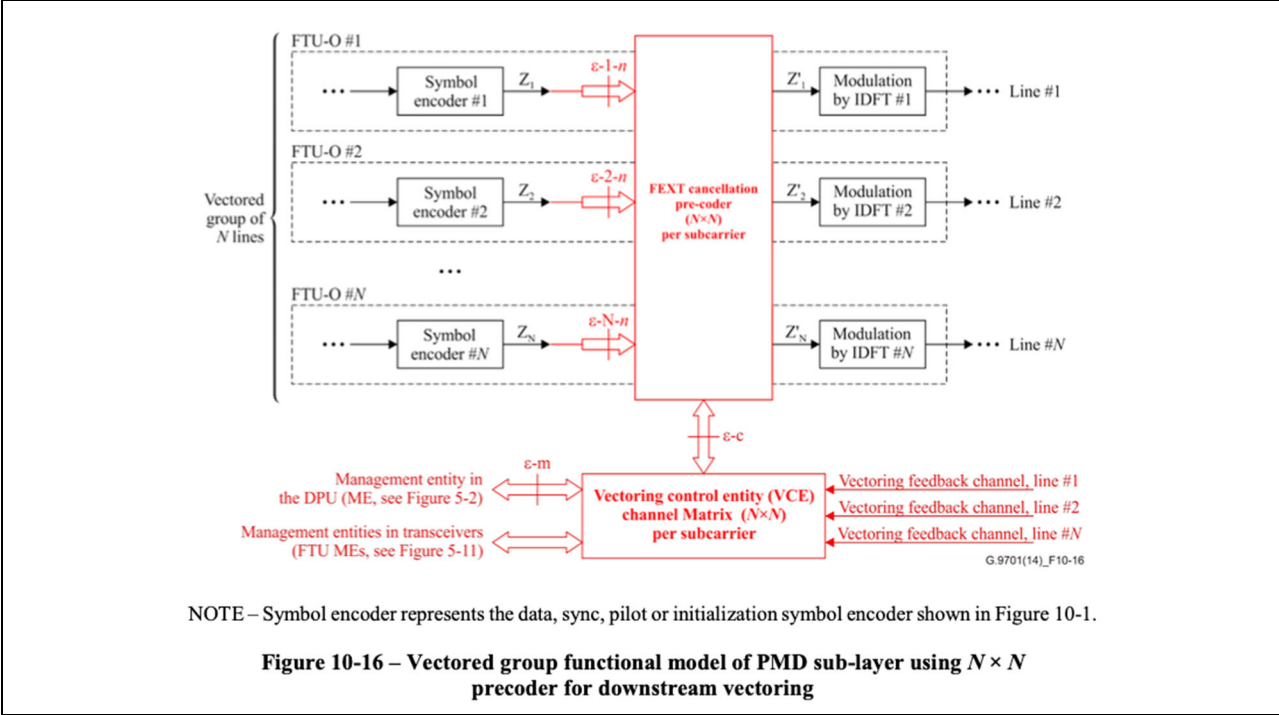 FTU-O #1
••• Symbol Z1 ε-1-n Z'1 Modulation ••• Line #1
encoder #1 by IDFT #1
FTU-O #2
••• Symbol Z2 ε-2-n Z'2 Modulation ••• Line #2
encoder #2 by IDFT #2
Vectored
group of
N lines
FEXT cancellation
pre-coder
(N×N)
per subcarrier
•••
FTU-O #N
••• Symbol ZN ε-N-n Z'N Modulation ••• Line #N
encoder #N by IDFT #N
ε-c
ε-m
Management entity in
the DPU (ME, see Figure 5-2)
Management entities in transceivers
(FTU MEs, see Figure 5-11)
Vectoring control entity (VCE)
channel Matrix (N×N)
per subcarrier
Vectoring feedback channel, line #1
Vectoring feedback channel, line #2
Vectoring feedback channel, line #N
G.9701(14)_F10-16
NOTE – Symbol encoder represents the data, sync, pilot or initialization symbol encoder shown in Figure 10-1.
Figure 10-16 – Vectored group functional model of PMD sub-layer using N × N
precoder for downstream vectoring